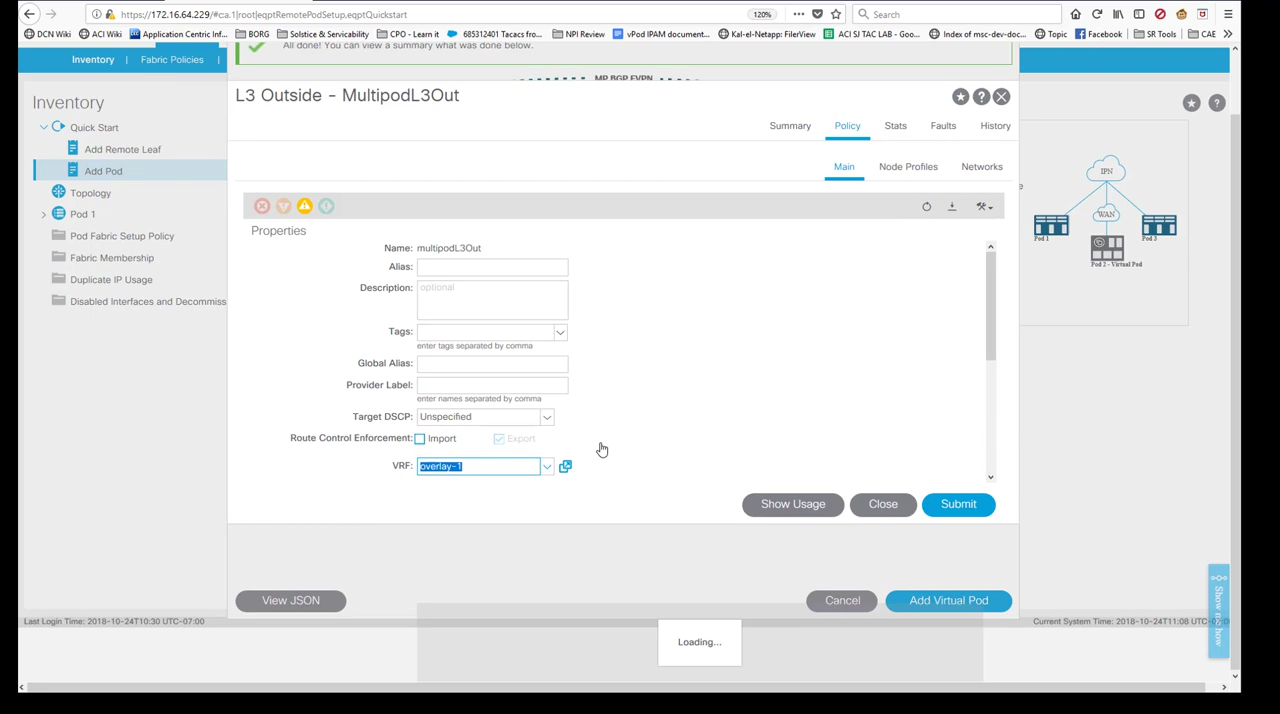 https://172.16.64.229/#ca.1|root|eqptRemotePodSetup,eqptQuickstart
120%
Search
DCN Wiki
ACI Wiki
Application Centric Inf...
BORG
Solstice & Servicability
CPO - Learn it
685312401 Tacacs fro...
NPI Review
vPod IPAM document...
Kal-el-Netapp: FilerView
ACI SJ TAC LAB - Goo...
Index of msc-dev-doc...
Topic
Facebook
SR Tools
CAE
Inventory | Fabric Policies |
All done! You can view a summary what was done below.
MP BGP EVPN
Inventory
Quick Start
Add Remote Leaf
Add Pod
Topology
Pod 1
Pod Fabric Setup Policy
Fabric Membership
Duplicate IP Usage
Disabled Interfaces and Decommiss
L3 Outside - MultipodL3Out
Summary
Policy
Stats
Faults
History
Main
Node Profiles
Networks
Properties
Name: multipodL3Out
Alias:
Description: optional
Tags:
enter tags separated by comma
Global Alias:
Provider Label:
enter names separated by comma
Target DSCP: Unspecified
Route Control Enforcement: Import Export
VRF: overlay-1
Show Usage
Close
Submit
View JSON
Cancel
Add Virtual Pod
IPN
WAN
Pod 1
Pod 3
Pod 2 - Virtual Pod
Show me how
Last Login Time: 2018-10-24T10:30 UTC-07:00
Current System Time: 2018-10-24T11:08 UTC-07:0
Loading...